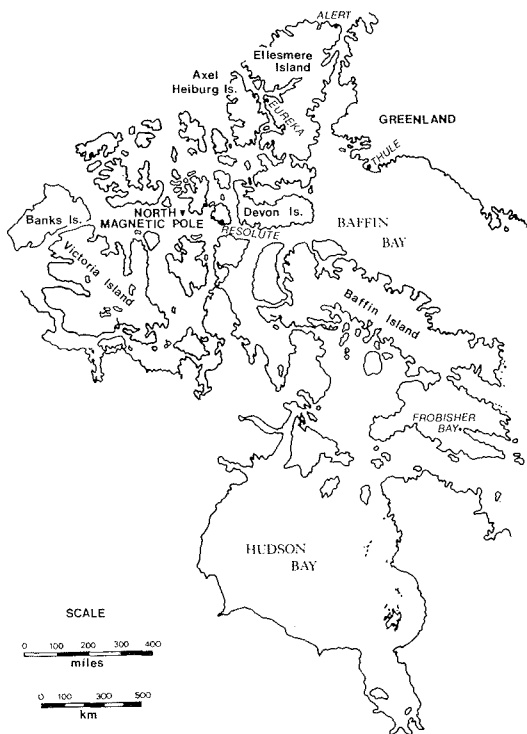 ALERT
Ellesmere
Island
Axel
Heiburg Is.
EUREKA
GREENLAND
THULE
Banks Is.
NORTH
MAGNETIC POLE
Devon Is.
RESOLUTE
BAFFIN
BAY
Victoria Island
Baffin Island
FROBISHER
BAY
HUDSON
BAY
SCALE
0 100 200 300 400
miles
0 100 300 500
km